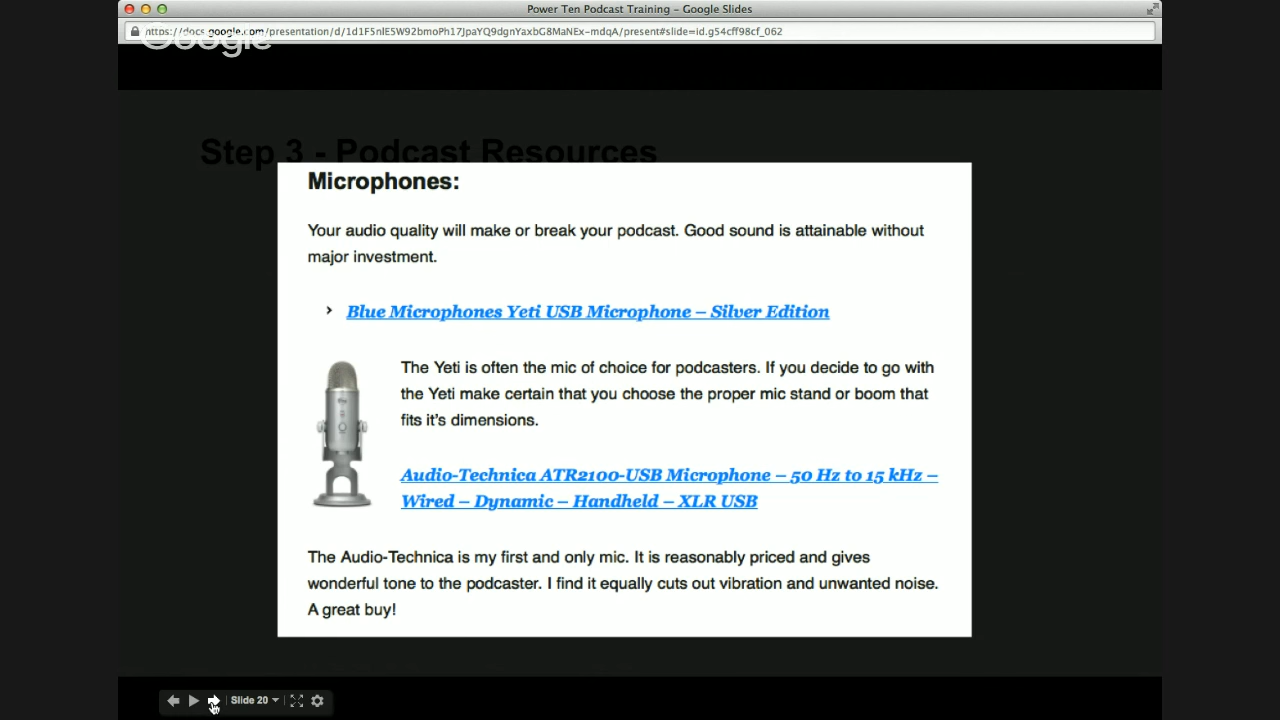 Power Ten Podcast Training – Google Slides
https://docs.google.com/presentation/d/1d1F5nlE5W92bmoPh17JpaYQ9dgnYaxbG8MaNEx-mdqA/present#slide=id.g54cff98cf_062
Google
Step 3 - Podcast Resources
Microphones:
Your audio quality will make or break your podcast. Good sound is attainable without
major investment.
Blue Microphones Yeti USB Microphone – Silver Edition
The Yeti is often the mic of choice for podcasters. If you decide to go with
the Yeti make certain that you choose the proper mic stand or boom that
fits it's dimensions.
Audio-Technica ATR2100-USB Microphone – 50 Hz to 15 kHz –
Wired – Dynamic – Handheld – XLR USB
The Audio-Technica is my first and only mic. It is reasonably priced and gives
wonderful tone to the podcaster. I find it equally cuts out vibration and unwanted noise.
A great buy!
Slide 20